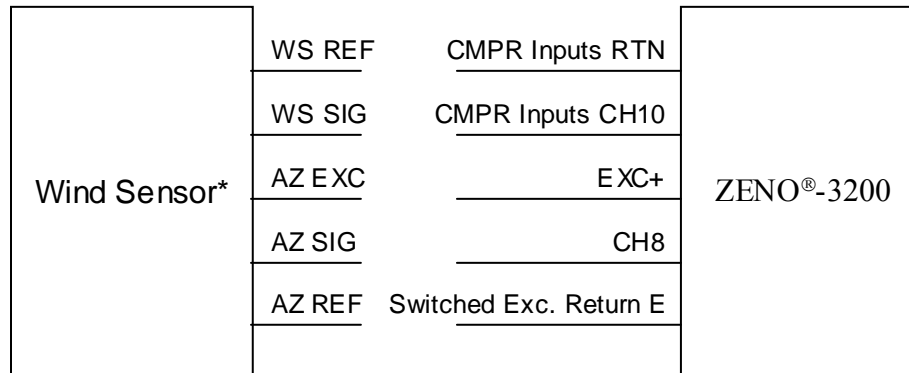 WS REF CMPR Inputs RTN
WS SIG CMPR Inputs CH10
AZ EXC EXC+
Wind Sensor* ZENO®-3200
AZ SIG CH8
AZ REF Switched Exc. Return E